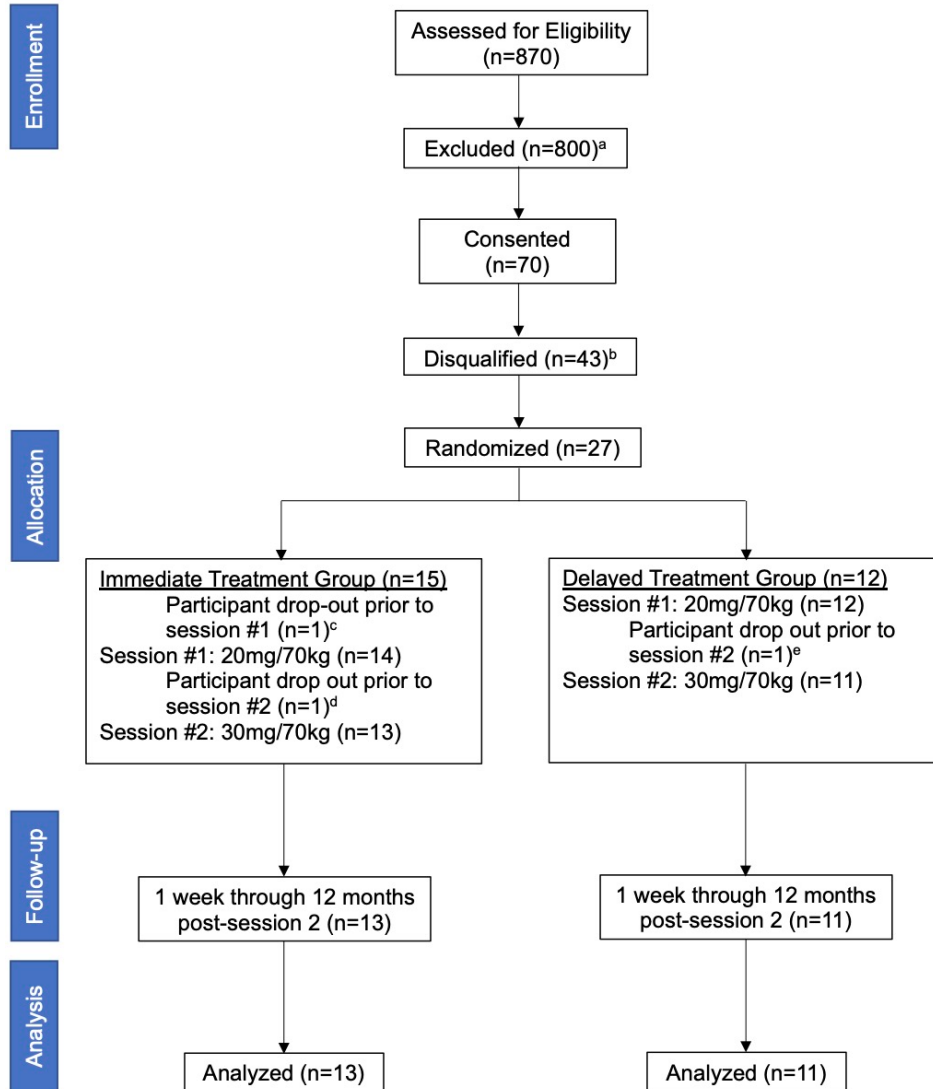 Enrollment
Assessed for Eligibility
(n=870)
Excluded (n=800)ᵃ
Consented
(n=70)
Disqualified (n=43)ᵇ
Allocation
Randomized (n=27)
Immediate Treatment Group (n=15)
Participant drop-out prior to
session #1 (n=1)ᶜ
Session #1: 20mg/70kg (n=14)
Participant drop out prior to
session #2 (n=1)ᵈ
Session #2: 30mg/70kg (n=13)
Delayed Treatment Group (n=12)
Session #1: 20mg/70kg (n=12)
Participant drop out prior to
session #2 (n=1)ᵉ
Session #2: 30mg/70kg (n=11)
Follow-up
1 week through 12 months
post-session 2 (n=13)
1 week through 12 months
post-session 2 (n=11)
Analysis
Analyzed (n=13)
Analyzed (n=11)